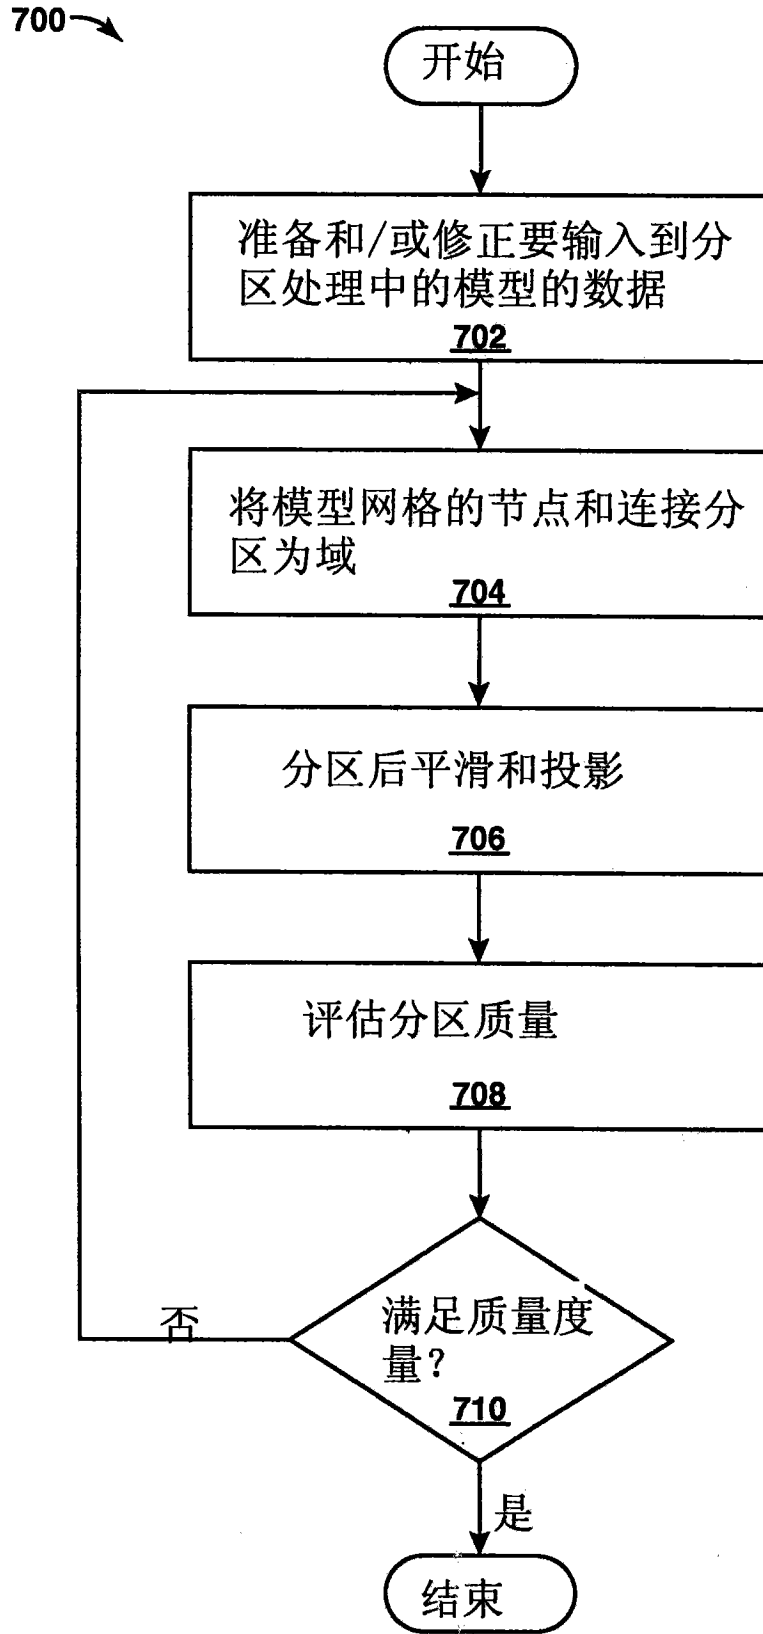 700
开始
准备和/或修正要输入到分
区处理中的模型的数据
702
将模型网格的节点和连接分
区为域
704
分区后平滑和投影
706
评估分区质量
708
满足质量度
量?
710
否
是
结束